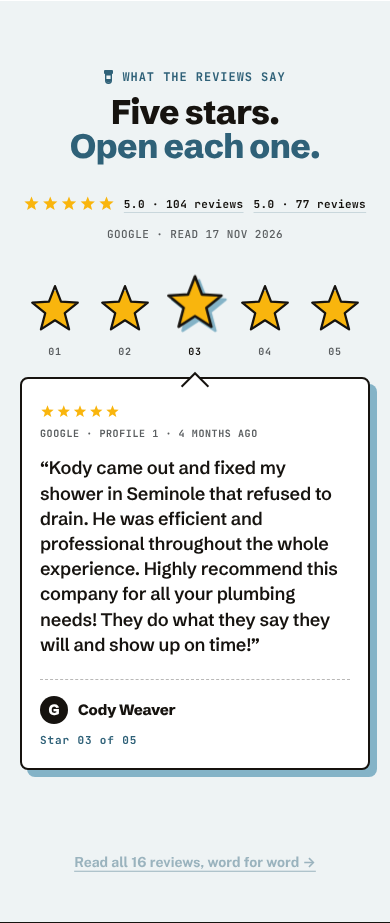 WHAT THE REVIEWS SAY
Five stars.
Open each one.
5.0 · 104 reviews 5.0 · 77 reviews
GOOGLE · READ 17 NOV 2026
01 02 03 04 05
GOOGLE · PROFILE 1 · 4 MONTHS AGO
“Kody came out and fixed my
shower in Seminole that refused to
drain. He was efficient and
professional throughout the whole
experience. Highly recommend this
company for all your plumbing
needs! They do what they say they
will and show up on time!”
G Cody Weaver
Star 03 of 05
Read all 16 reviews, word for word →